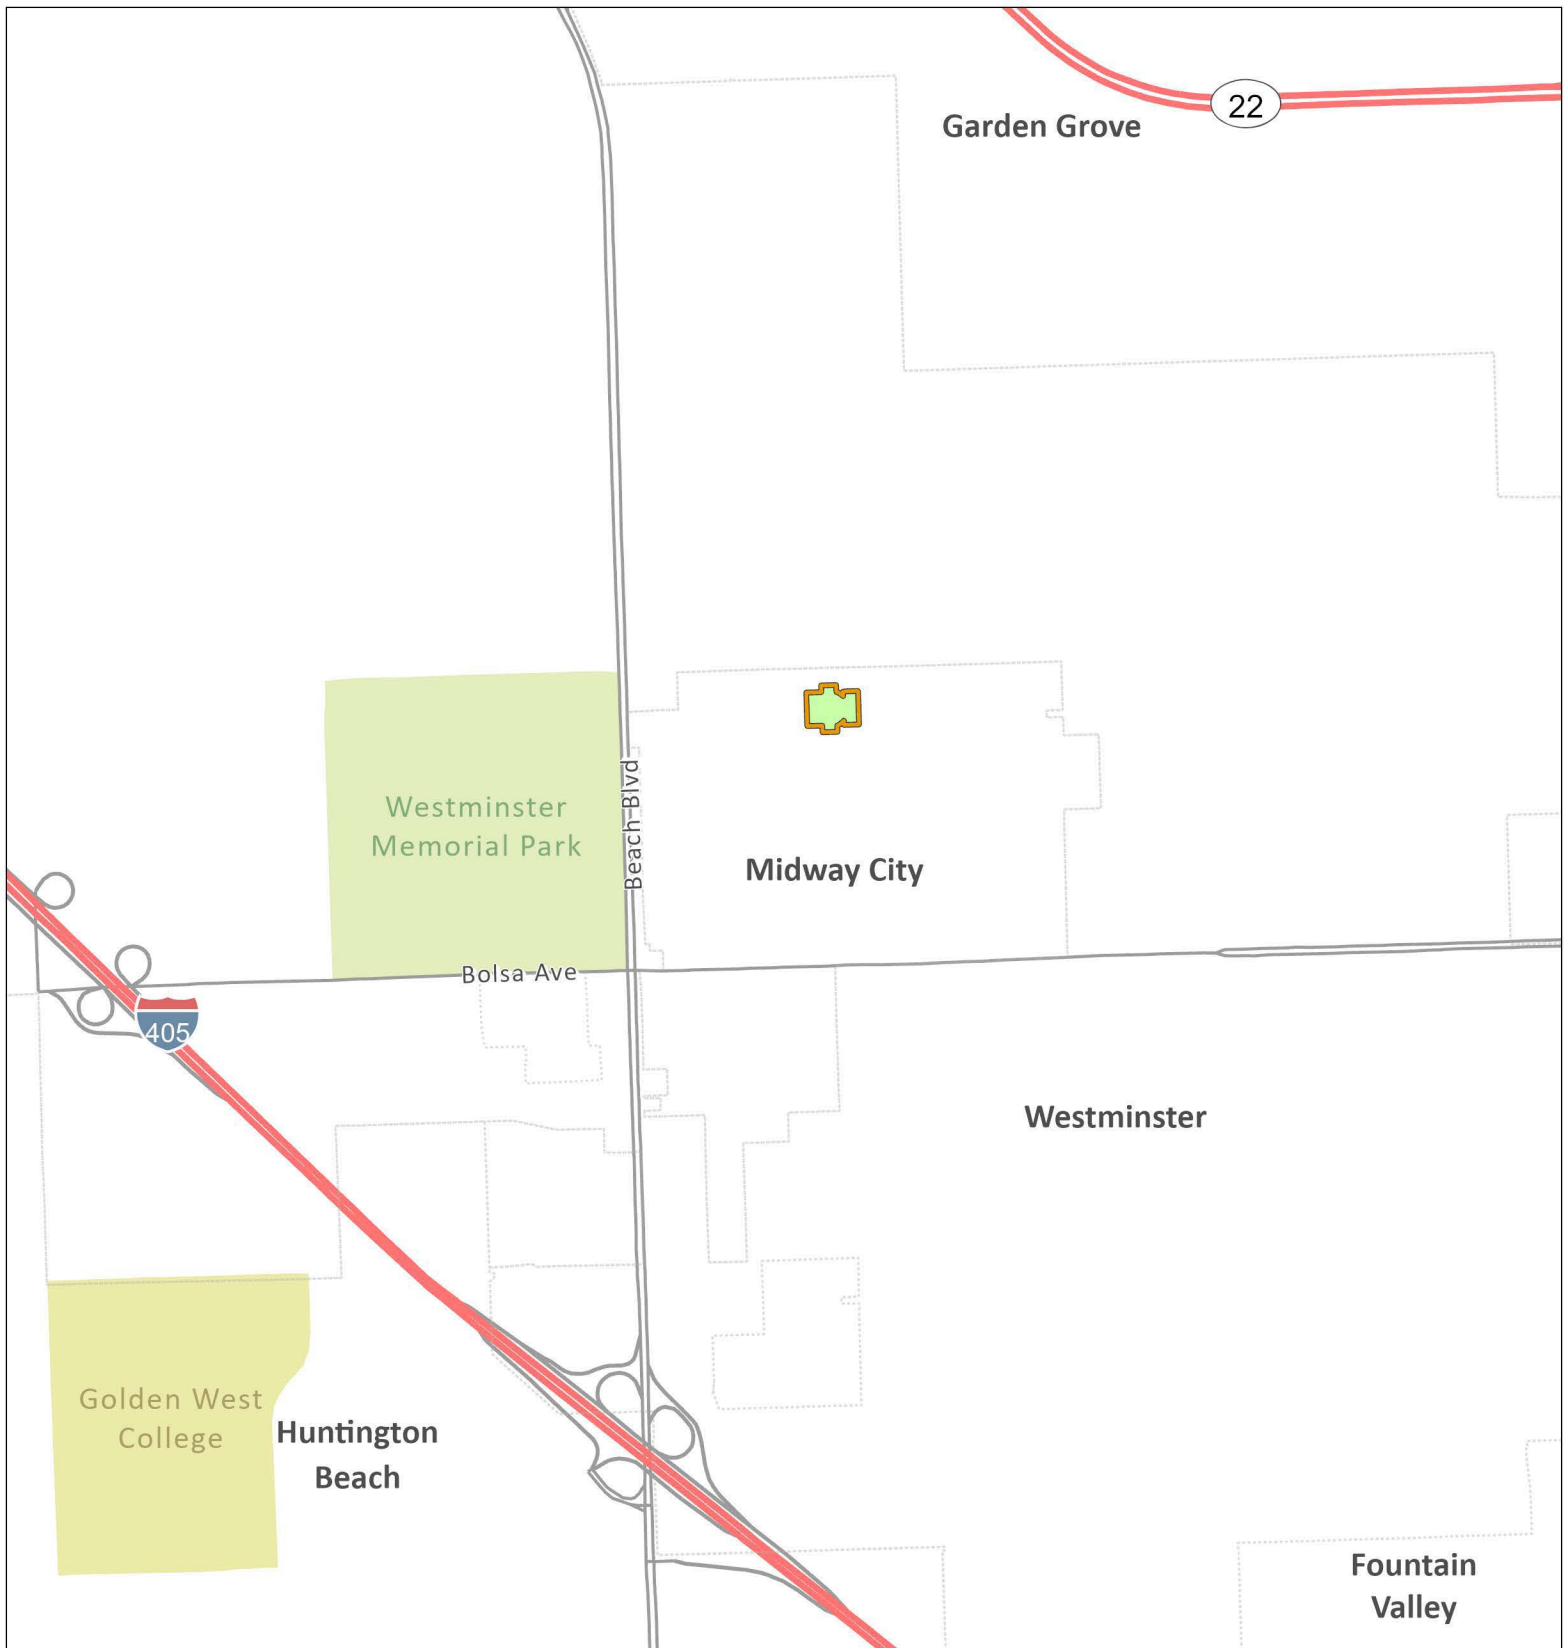 22
Garden Grove
Westminster
Memorial Park
Beach Blvd
Midway City
Bolsa Ave
405
Westminster
Golden West
College
Huntington
Beach
Fountain
Valley